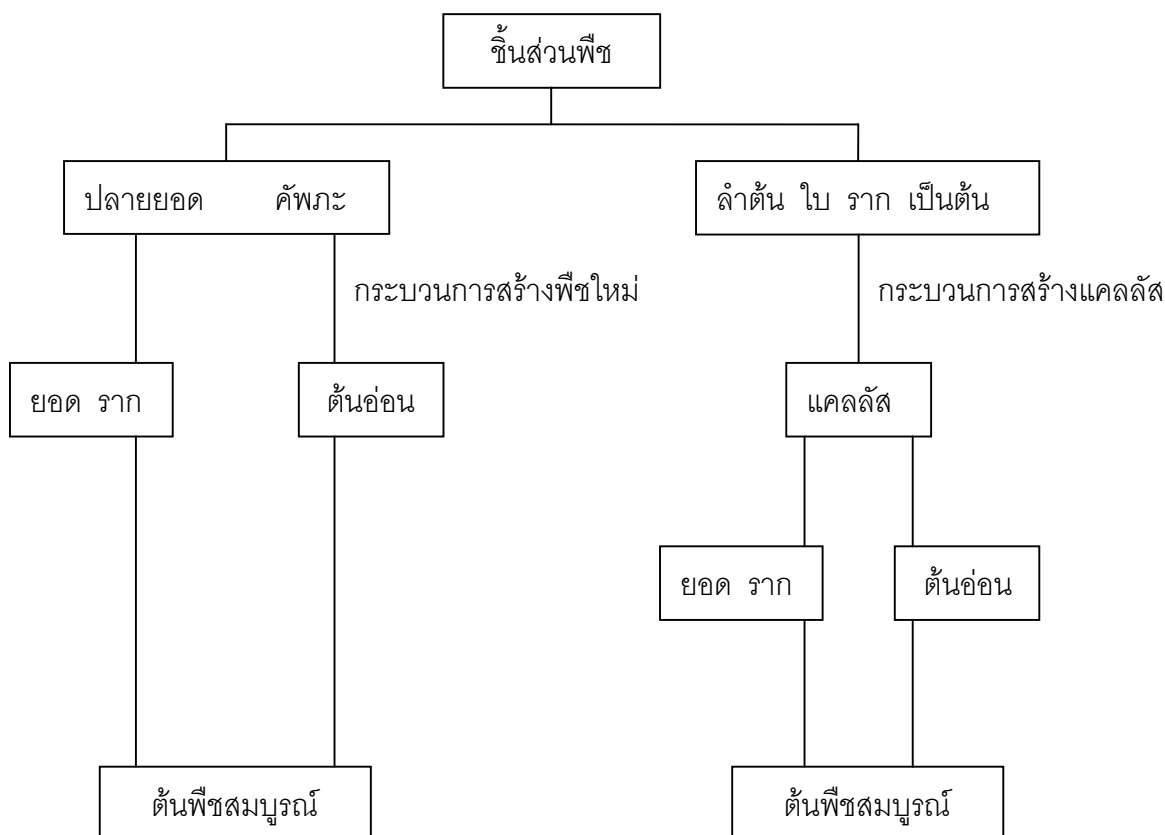 ชิ้นส่วนพืช
ปลายยอด คัพภะ
ลำต้น ใบ ราก เป็นต้น
กระบวนการสร้างพืชใหม่
กระบวนการสร้างแคลลัส
ยอด ราก
ต้นอ่อน
แคลลัส
ยอด ราก
ต้นอ่อน
ต้นพืชสมบูรณ์
ต้นพืชสมบูรณ์